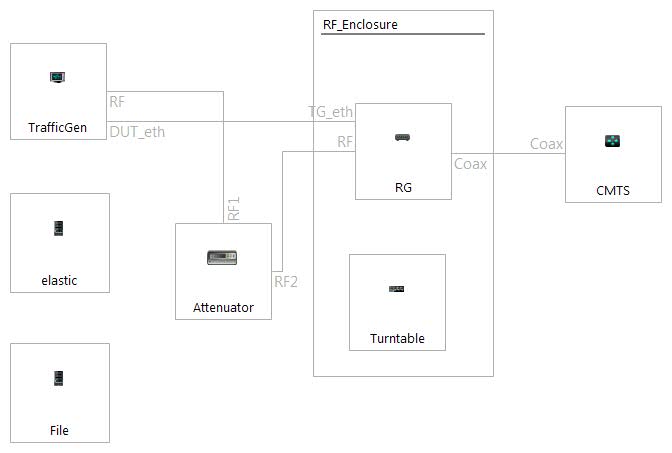 RF_Enclosure
TrafficGen
RF
DUT_eth
TG_eth
RF
RG
Coax
Coax
CMTS
RF1
RF2
Attenuator
elastic
Turntable
File